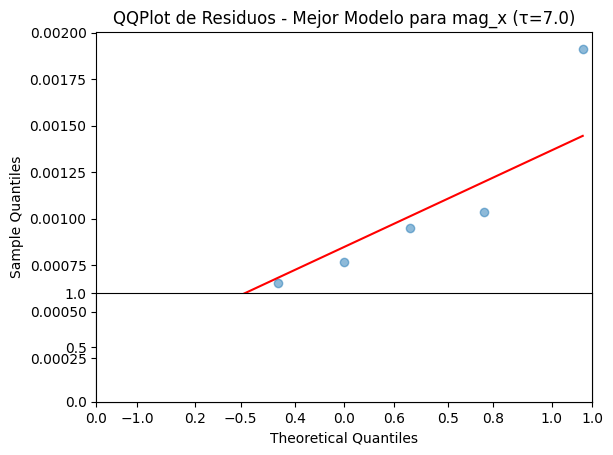 QQPlot de Residuos - Mejor Modelo para mag_x (τ=7.0)
0.00200
0.00175
0.00150
0.00125
0.00100
0.00075
1.0
0.00050
0.5
0.00025
0.0
Sample Quantiles
0.0 −1.0 0.2 −0.5 0.4 0.0 0.6 0.5 0.8 1.0 1.0
Theoretical Quantiles